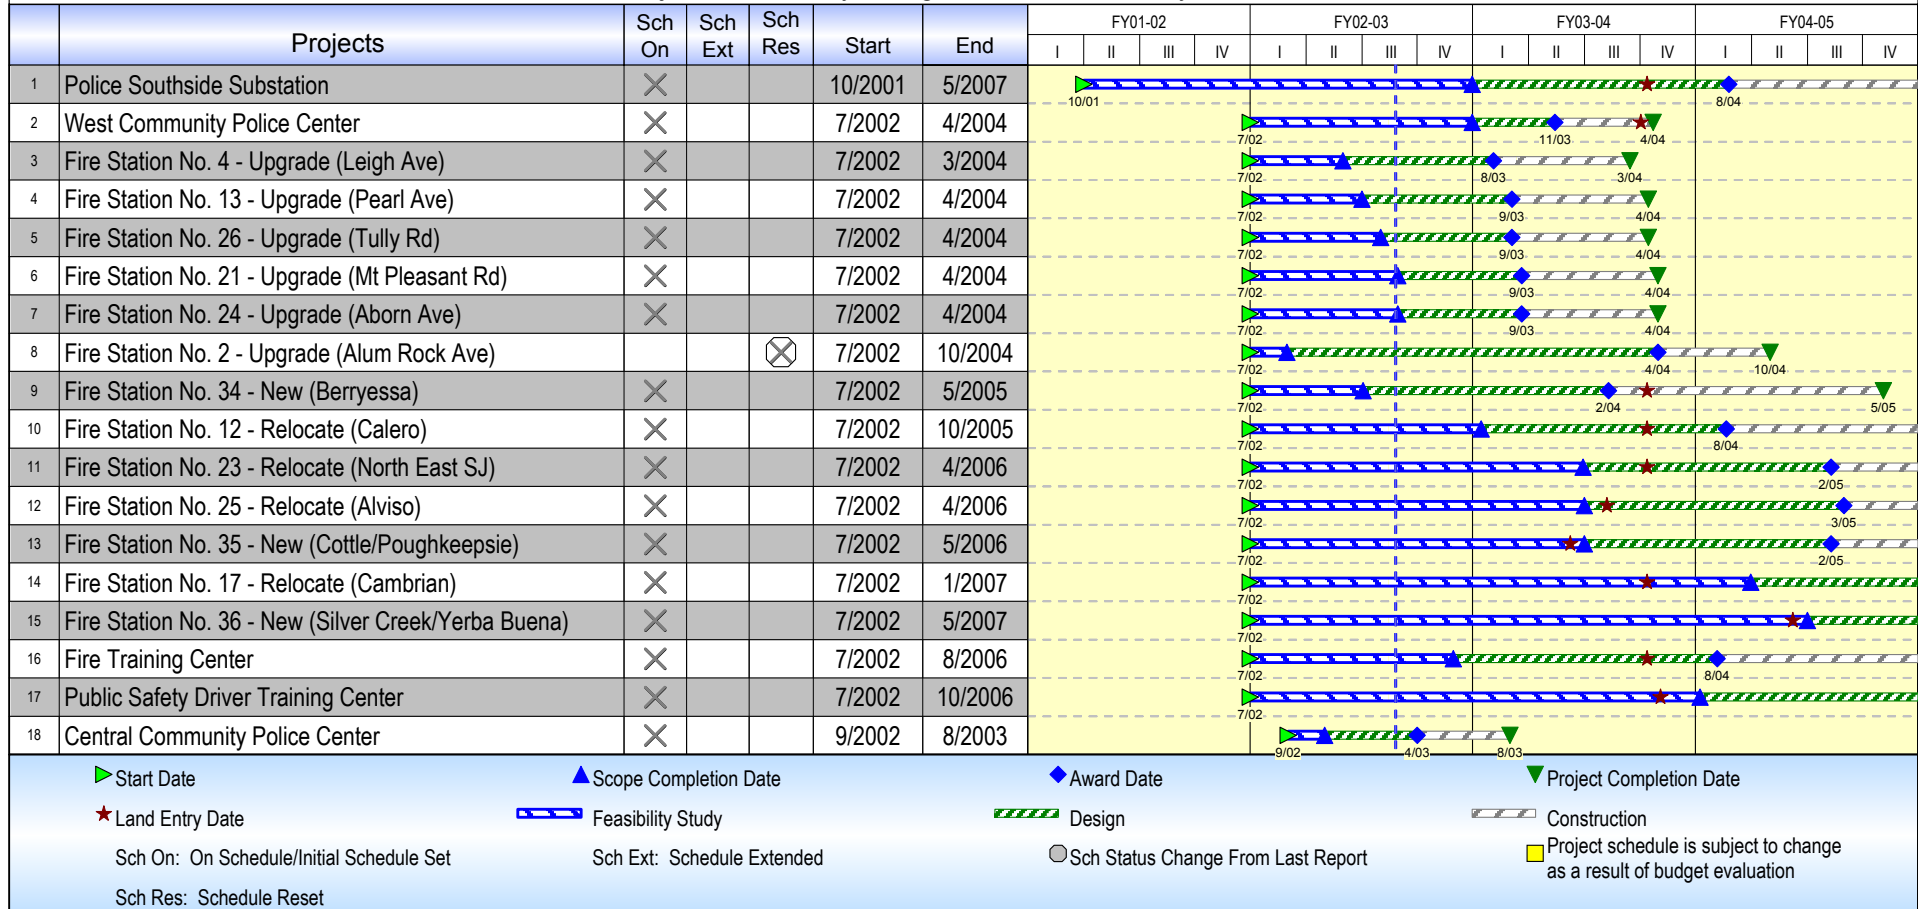 Projects Sch On Sch Ext Sch Res Start End FY01-02 FY02-03 FY03-04 FY04-05
I II III IV I II III IV I II III IV I II III IV
1 Police Southside Substation 10/2001 5/2007
10/01 8/04
2 West Community Police Center 7/2002 4/2004
7/02 11/03 4/04
3 Fire Station No. 4 - Upgrade (Leigh Ave) 7/2002 3/2004
7/02 8/03 3/04
4 Fire Station No. 13 - Upgrade (Pearl Ave) 7/2002 4/2004
7/02 9/03 4/04
5 Fire Station No. 26 - Upgrade (Tully Rd) 7/2002 4/2004
7/02 9/03 4/04
6 Fire Station No. 21 - Upgrade (Mt Pleasant Rd) 7/2002 4/2004
7/02 9/03 4/04
7 Fire Station No. 24 - Upgrade (Aborn Ave) 7/2002 4/2004
7/02 9/03 4/04
8 Fire Station No. 2 - Upgrade (Alum Rock Ave) 7/2002 10/2004
7/02 4/04 10/04
9 Fire Station No. 34 - New (Berryessa) 7/2002 5/2005
7/02 2/04 5/05
10 Fire Station No. 12 - Relocate (Calero) 7/2002 10/2005
7/02 8/04
11 Fire Station No. 23 - Relocate (North East SJ) 7/2002 4/2006
7/02 2/05
12 Fire Station No. 25 - Relocate (Alviso) 7/2002 4/2006
7/02 3/05
13 Fire Station No. 35 - New (Cottle/Poughkeepsie) 7/2002 5/2006
7/02 2/05
14 Fire Station No. 17 - Relocate (Cambrian) 7/2002 1/2007
7/02
15 Fire Station No. 36 - New (Silver Creek/Yerba Buena) 7/2002 5/2007
7/02
16 Fire Training Center 7/2002 8/2006
7/02 8/04
17 Public Safety Driver Training Center 7/2002 10/2006
7/02
18 Central Community Police Center 9/2002 8/2003
9/02 4/03 8/03
Start Date Scope Completion Date Award Date Project Completion Date
Land Entry Date Feasibility Study Design Construction
Sch On: On Schedule/Initial Schedule Set Sch Ext: Schedule Extended Sch Status Change From Last Report Project schedule is subject to change
as a result of budget evaluation
Sch Res: Schedule Reset